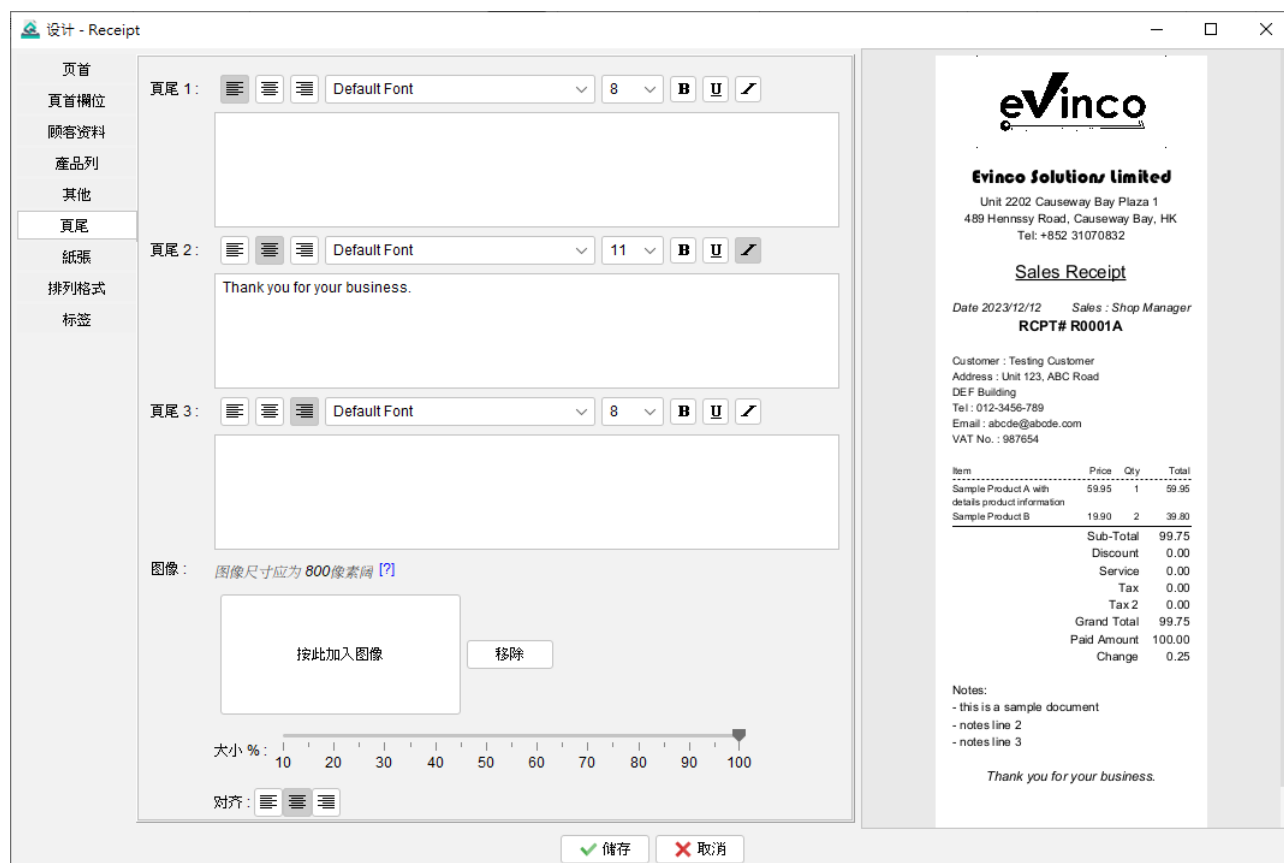 设计 - Receipt
页首
頁首欄位
顾客资料
產品列
其他
頁尾
紙張
排列格式
标签
頁尾 1 : Default Font 8 B U I
頁尾 2 : Default Font 11 B U I
Thank you for your business.
頁尾 3 : Default Font 8 B U I
图像 : 图像尺寸应为 800像素阔 [?]
按此加入图像 移除
大小 % : 10 20 30 40 50 60 70 80 90 100
对齐 :
储存 取消
eVinco
Evinco Solutions Limited
Unit 2202 Causeway Bay Plaza 1
489 Hennssy Road, Causeway Bay, HK
Tel: +852 31070832
Sales Receipt
Date 2023/12/12 Sales : Shop Manager
RCPT# R0001A
Customer : Testing Customer
Address : Unit 123, ABC Road
DEF Building
Tel : 012-3456-789
Email : abcde@abcde.com
VAT No. : 987654
Item Price Qty Total
Sample Product A with 59.95 1 59.95
details product information
Sample Product B 19.90 2 39.80
Sub-Total 99.75
Discount 0.00
Service 0.00
Tax 0.00
Tax 2 0.00
Grand Total 99.75
Paid Amount 100.00
Change 0.25
Notes:
- this is a sample document
- notes line 2
- notes line 3
Thank you for your business.